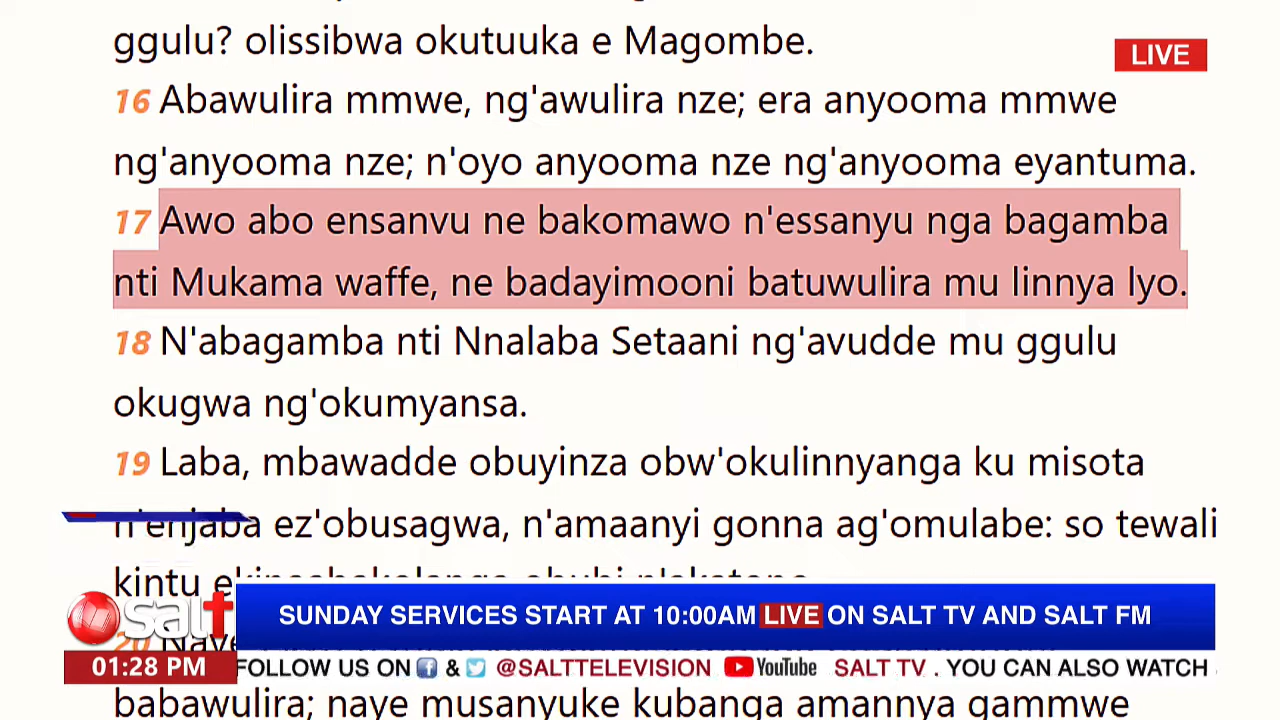 ggulu? olissibwa okutuuka e Magombe.
LIVE
16 Abawulira mmwe, ng'awulira nze; era anyooma mmwe
ng'anyooma nze; n'oyo anyooma nze ng'anyooma eyantuma.
17 Awo abo ensanvu ne bakomawo n'essanyu nga bagamba
nti Mukama waffe, ne badayimooni batuwulira mu linnya lyo.
18 N'abagamba nti Nnalaba Setaani ng'avudde mu ggulu
okugwa ng'okumyansa.
19 Laba, mbawadde obuyinza obw'okulinnyanga ku misota
n'enjaba ez'obusagwa, n'amaanyi gonna ag'omulabe: so tewali
kintu
salt
SUNDAY SERVICES START AT 10:00AM LIVE ON SALT TV AND SALT FM
20 Naye
01:28 PM
FOLLOW US ON & @SALTTELEVISION YouTube SALT TV . YOU CAN ALSO WATCH
babawulira; naye musanyuke kubanga amannya gammwe